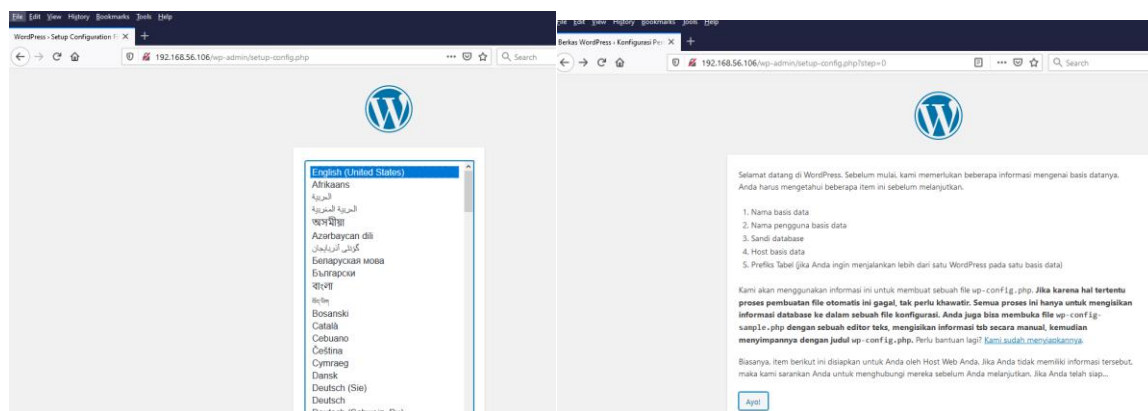 File Edit View History Bookmarks Tools Help
WordPress › Setup Configuration Fi
192.168.56.106/wp-admin/setup-config.php
Search
English (United States)
Afrikaans
العربية
العربية المغربية
অসমীয়া
Azərbaycan dili
گؤنئی آذربایجان
Беларуская мова
Български
বাংলা
Bosanski
Català
Cebuano
Čeština
Cymraeg
Dansk
Deutsch (Sie)
Deutsch
File Edit View History Bookmarks Tools Help
Berkas WordPress › Konfigurasi Pen
192.168.56.106/wp-admin/setup-config.php?step=0
Search
Selamat datang di WordPress. Sebelum mulai, kami memerlukan beberapa informasi mengenai basis datanya.
Anda harus mengetahui beberapa item ini sebelum melanjutkan.
1. Nama basis data
2. Nama pengguna basis data
3. Sandi database
4. Host basis data
5. Prefiks Tabel (jika Anda ingin menjalankan lebih dari satu WordPress pada satu basis data)
Kami akan menggunakan informasi ini untuk membuat sebuah file wp-config.php. Jika karena hal tertentu
proses pembuatan file otomatis ini gagal, tak perlu khawatir. Semua proses ini hanya untuk mengisikan
informasi database ke dalam sebuah file konfigurasi. Anda juga bisa membuka file wp-config-
sample.php dengan sebuah editor teks, mengisikan informasi tsb secara manual, kemudian
menyimpannya dengan judul wp-config.php. Perlu bantuan lagi? Kami sudah menyiapkannya.
Biasanya, item berikut ini disiapkan untuk Anda oleh Host Web Anda. Jika Anda tidak memiliki informasi tersebut,
maka kami sarankan Anda untuk menghubungi mereka sebelum Anda melanjutkan. Jika Anda telah siap...
Ayo!